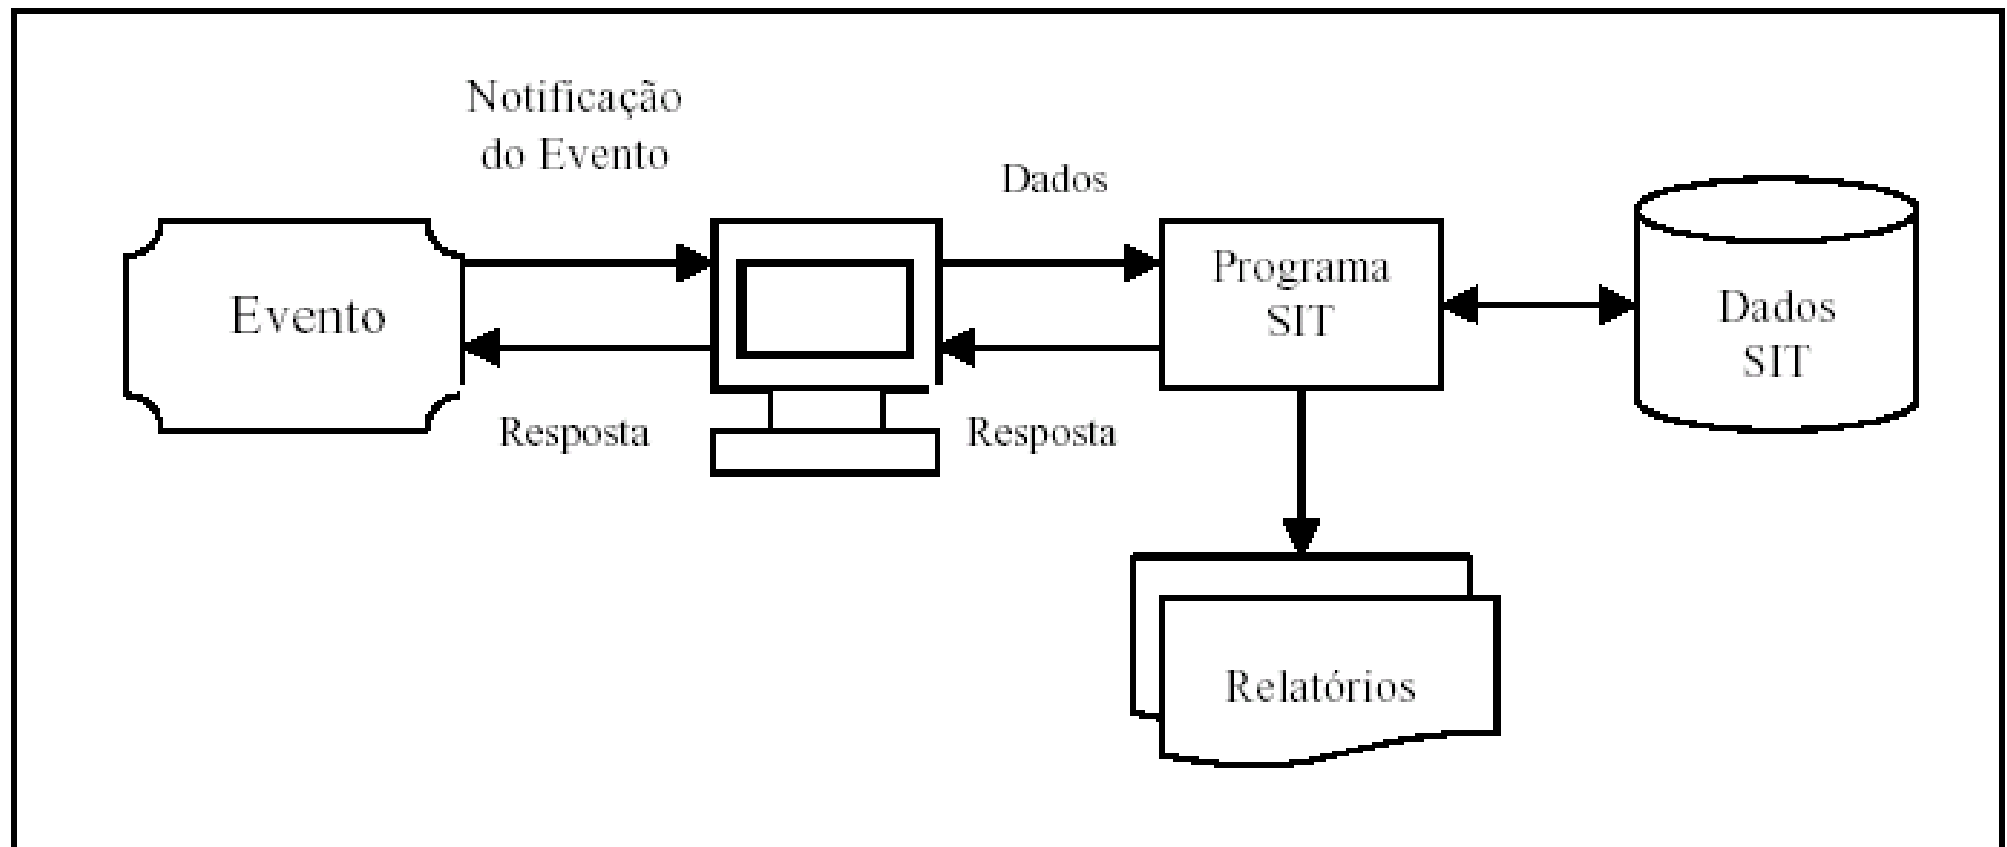 Notificação
do Evento
Dados
Evento
Programa
SIT
Dados
SIT
Resposta
Resposta
Relatórios